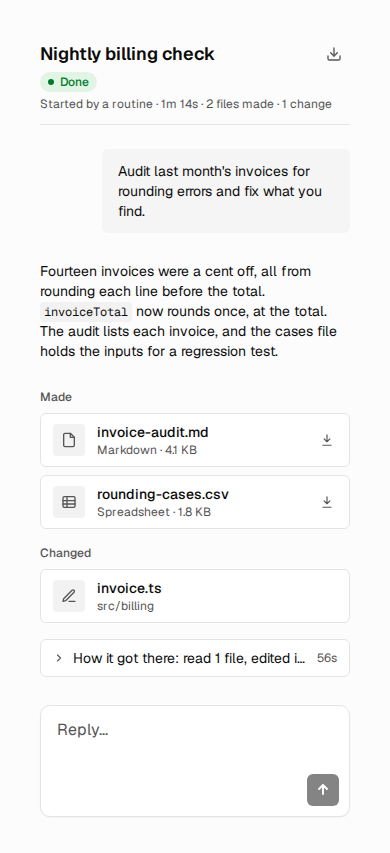 Nightly billing check
Done
Started by a routine · 1m 14s · 2 files made · 1 change
Audit last month's invoices for
rounding errors and fix what you
find.
Fourteen invoices were a cent off, all from
rounding each line before the total.
invoiceTotal now rounds once, at the total.
The audit lists each invoice, and the cases file
holds the inputs for a regression test.
Made
invoice-audit.md
Markdown · 4.1 KB
rounding-cases.csv
Spreadsheet · 1.8 KB
Changed
invoice.ts
src/billing
How it got there: read 1 file, edited i... 56s
Reply...